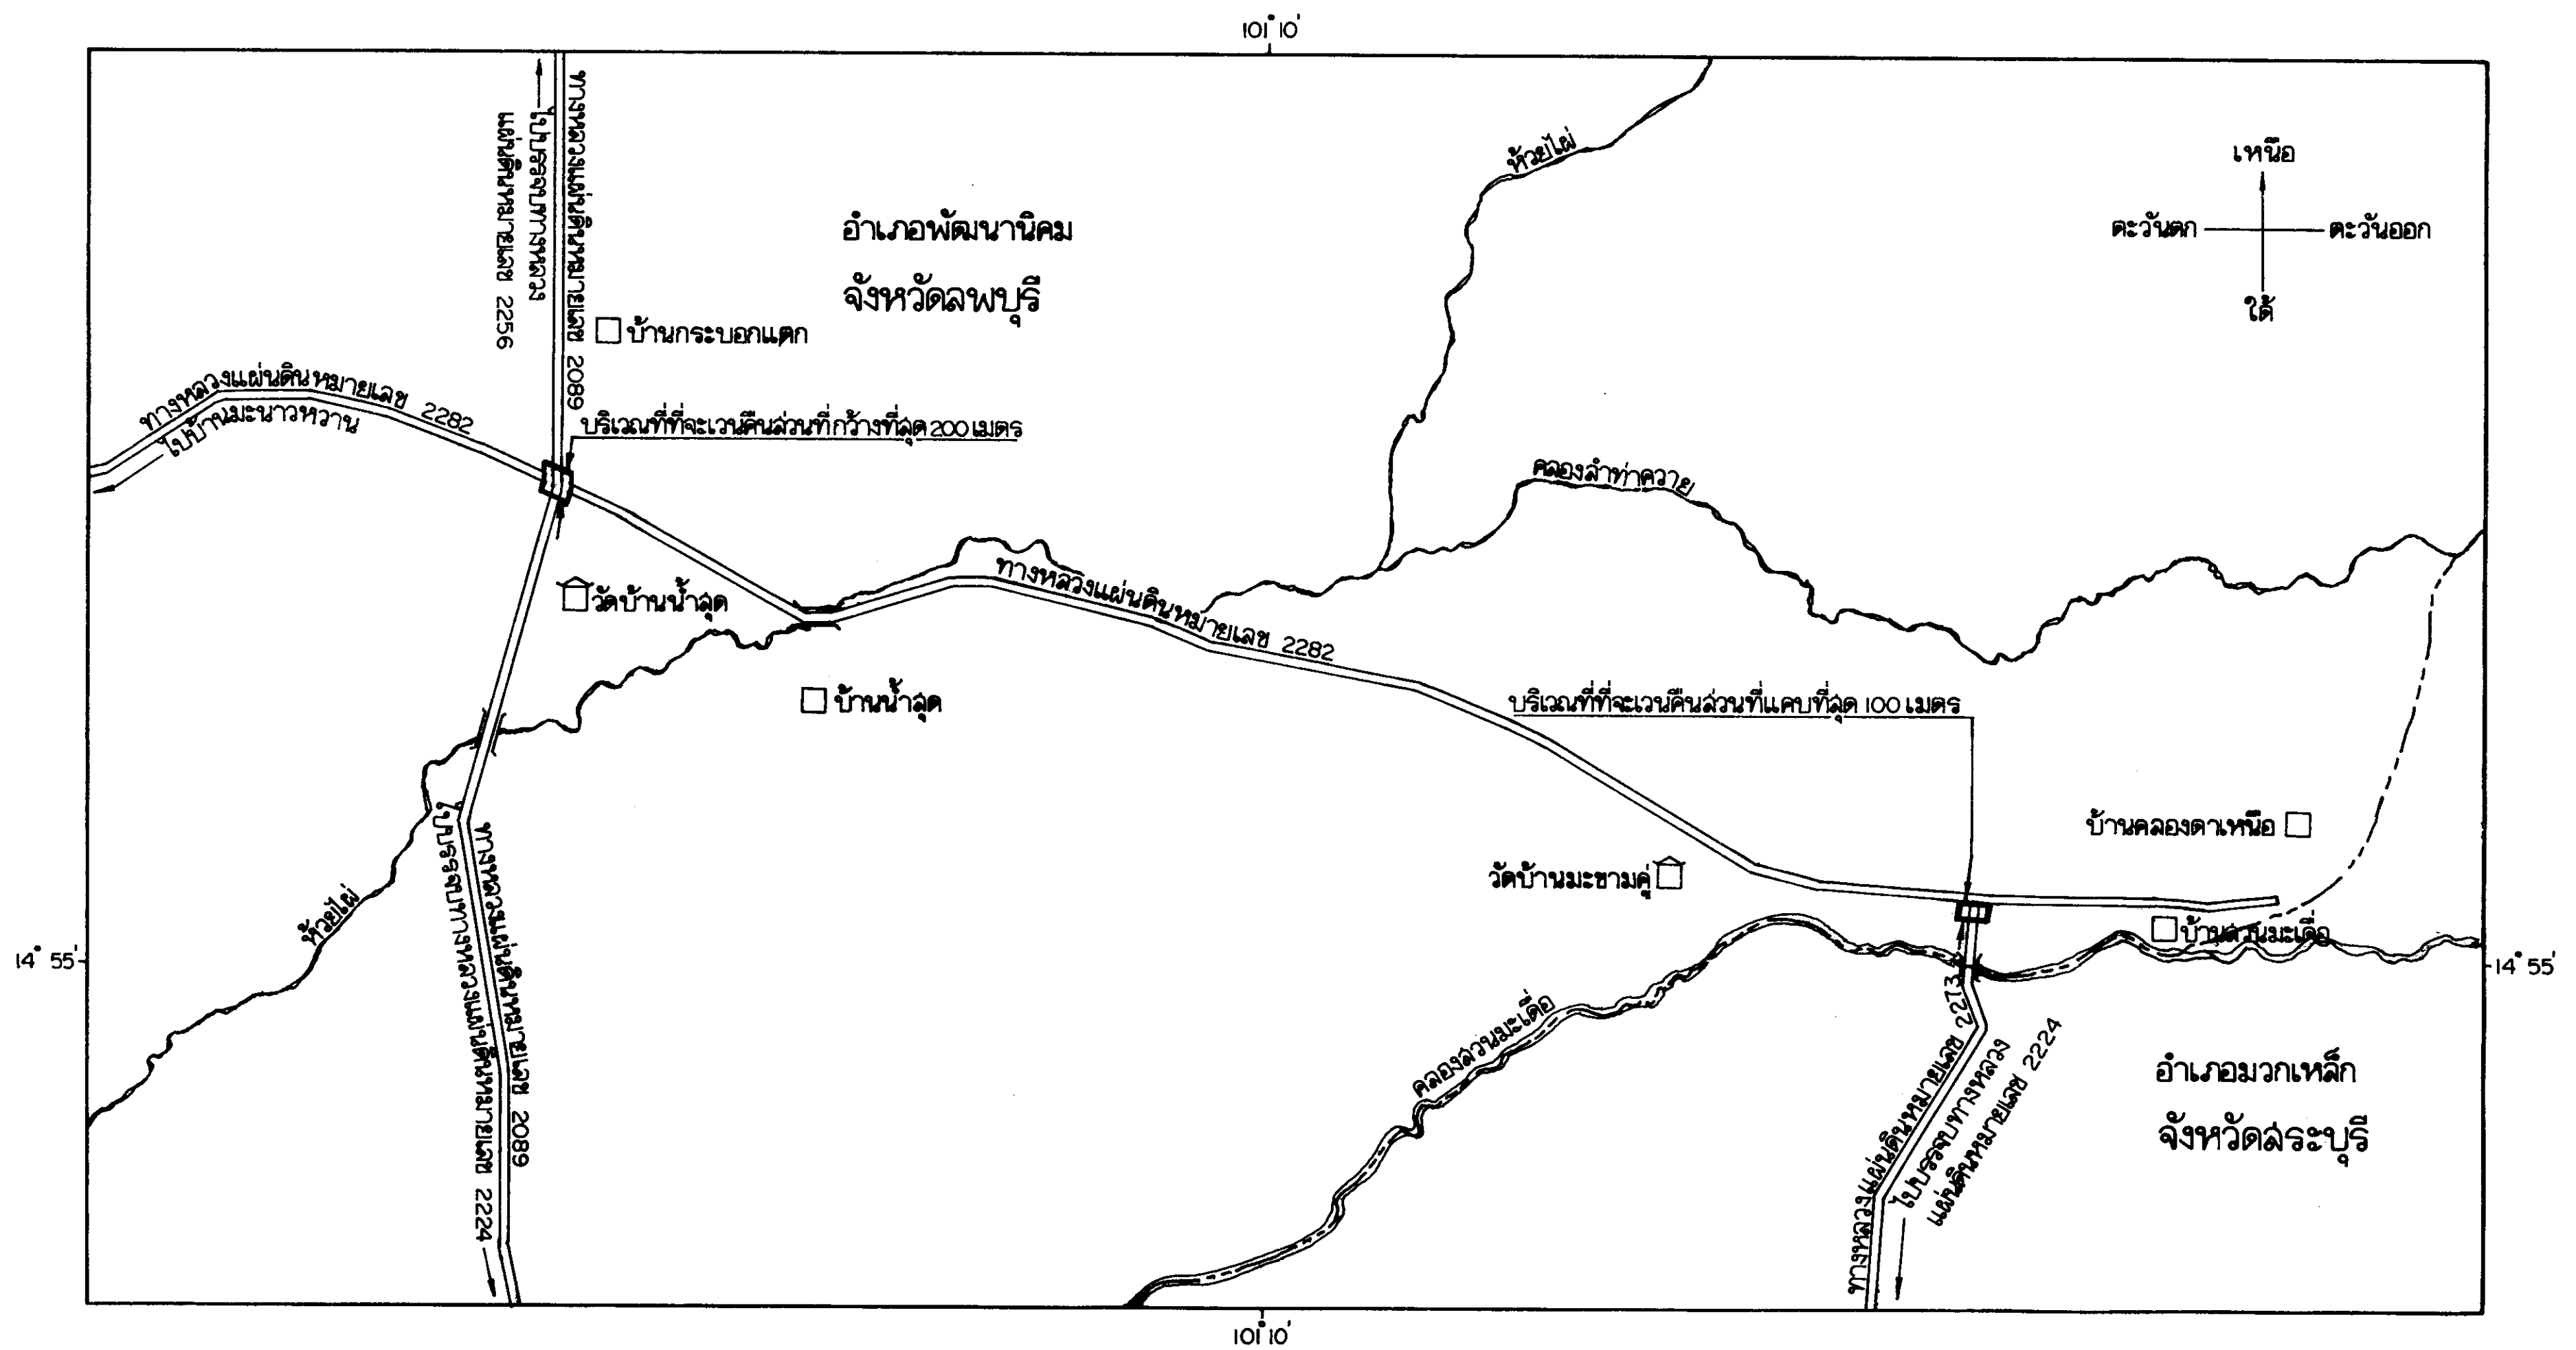 101° 10'
ทางหลวงแผ่นดินหมายเลข 2089
ไปบรรจบทางหลวง
แผ่นดินหมายเลข 2256
อำเภอพัฒนานิคม
จังหวัดลพบุรี
ห้วยไผ่
เหนือ
ตะวันตก
ตะวันออก
ใต้
บ้านกระบอกแตก
ทางหลวงแผ่นดินหมายเลข 2282
ไปบ้านมะนาวหวาน
บริเวณที่ที่จะเวนคืนส่วนที่กว้างที่สุด 200 เมตร
คลองลำท่าควาย
ทางหลวงแผ่นดินหมายเลข 2282
วัดบ้านน้ำสุด
บ้านน้ำสุด
บริเวณที่ที่จะเวนคืนส่วนที่แคบที่สุด 100 เมตร
บ้านคลองตาเหนือ
วัดบ้านมะขามคู่
บ้านสวนมะเดื่อ
ห้วยไผ่
ทางหลวงแผ่นดินหมายเลข 2089
ไปบรรจบทางหลวงแผ่นดินหมายเลข 2224
14° 55'
14° 55'
คลองสวนมะเดื่อ
ทางหลวงแผ่นดินหมายเลข 2273
ไปบรรจบทางหลวง
แผ่นดินหมายเลข 2224
อำเภอมวกเหล็ก
จังหวัดสระบุรี
101° 10'